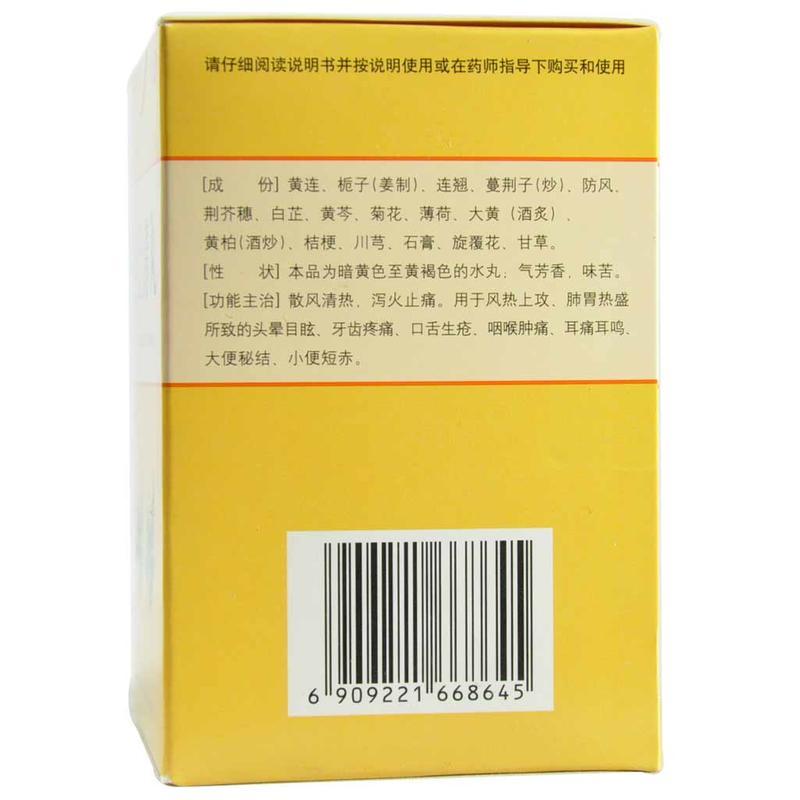 请仔细阅读说明书并按说明使用或在药师指导下购买和使用
[成　份] 黄连、栀子(姜制)、连翘、蔓荆子(炒)、防风、
荆芥穗、白芷、黄芩、菊花、薄荷、大黄（酒炙）、
黄柏(酒炒)、桔梗、川芎、石膏、旋覆花、甘草。
[性　状] 本品为暗黄色至黄褐色的水丸；气芳香，味苦。
[功能主治] 散风清热、泻火止痛。用于风热上攻、肺胃热盛
所致的头晕目眩、牙齿疼痛、口舌生疮、咽喉肿痛、耳痛耳鸣、
大便秘结、小便短赤。
6 909221 668645